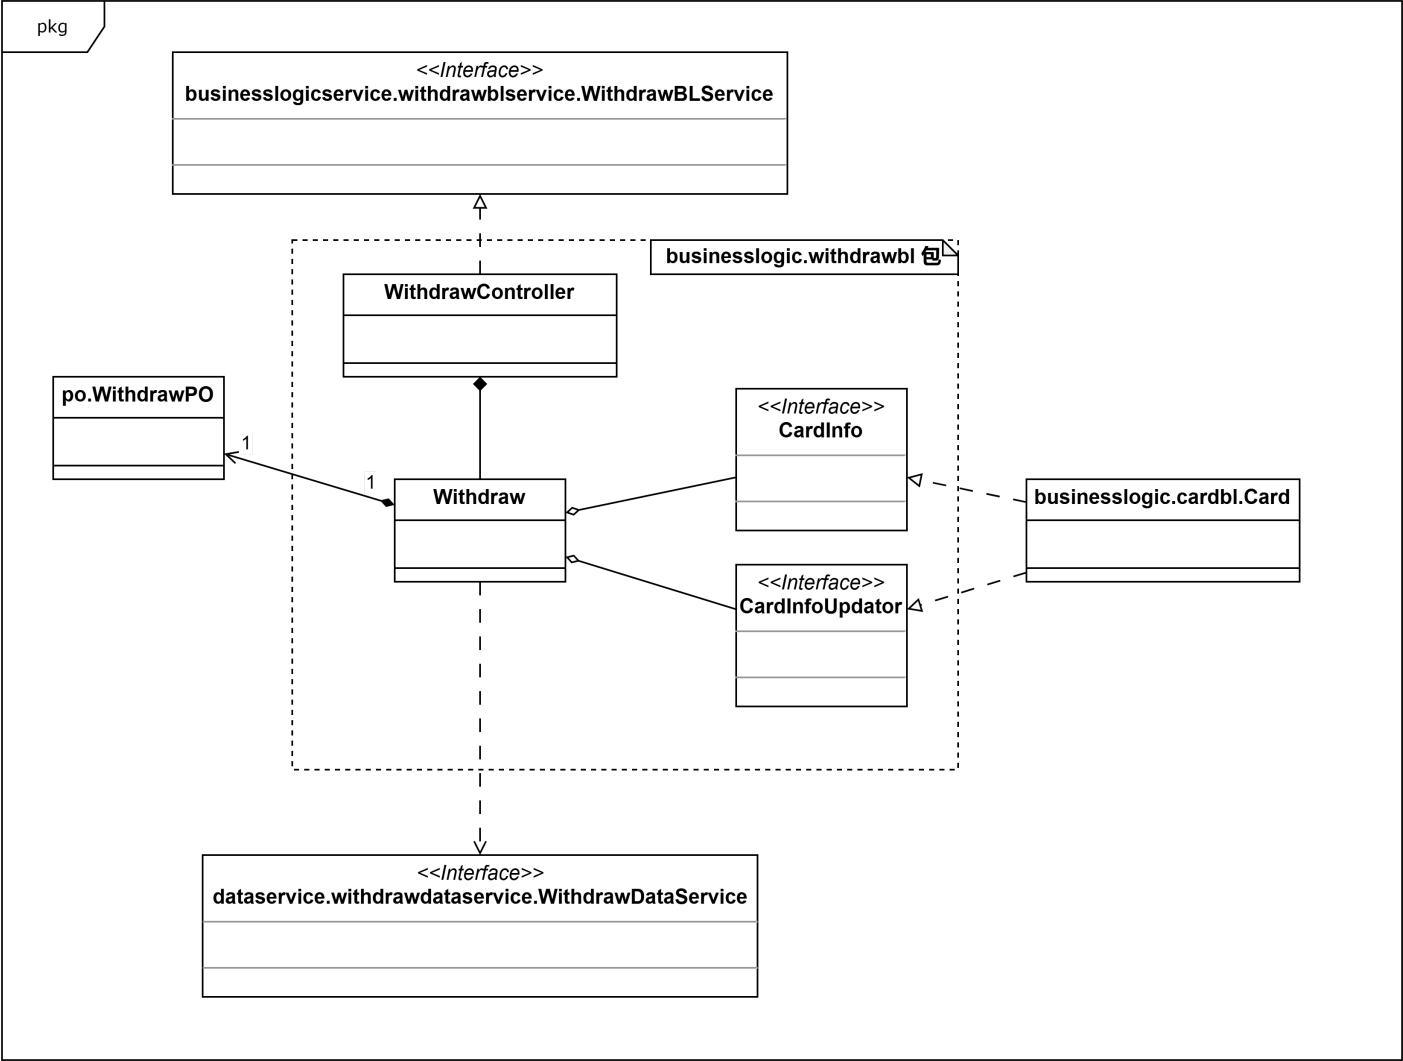 pkg
<<Interface>>
businesslogicservice.withdrawblservice.WithdrawBLService
businesslogic.withdrawbl 包
WithdrawController
po.WithdrawPO
1
1
Withdraw
<<Interface>>
CardInfo
businesslogic.cardbl.Card
<<Interface>>
CardInfoUpdator
<<Interface>>
dataservice.withdrawdataservice.WithdrawDataService